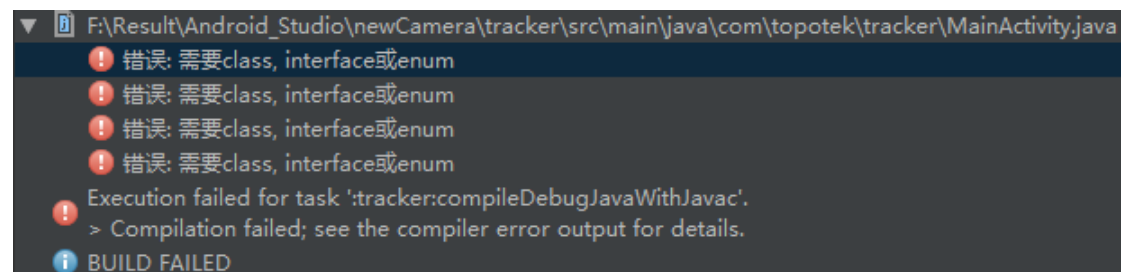 F:\Result\Android_Studio\newCamera\tracker\src\main\java\com\topotek\tracker\MainActivity.java
错误: 需要class, interface或enum
错误: 需要class, interface或enum
错误: 需要class, interface或enum
错误: 需要class, interface或enum
Execution failed for task ':tracker:compileDebugJavaWithJavac'.
> Compilation failed; see the compiler error output for details.
BUILD FAILED